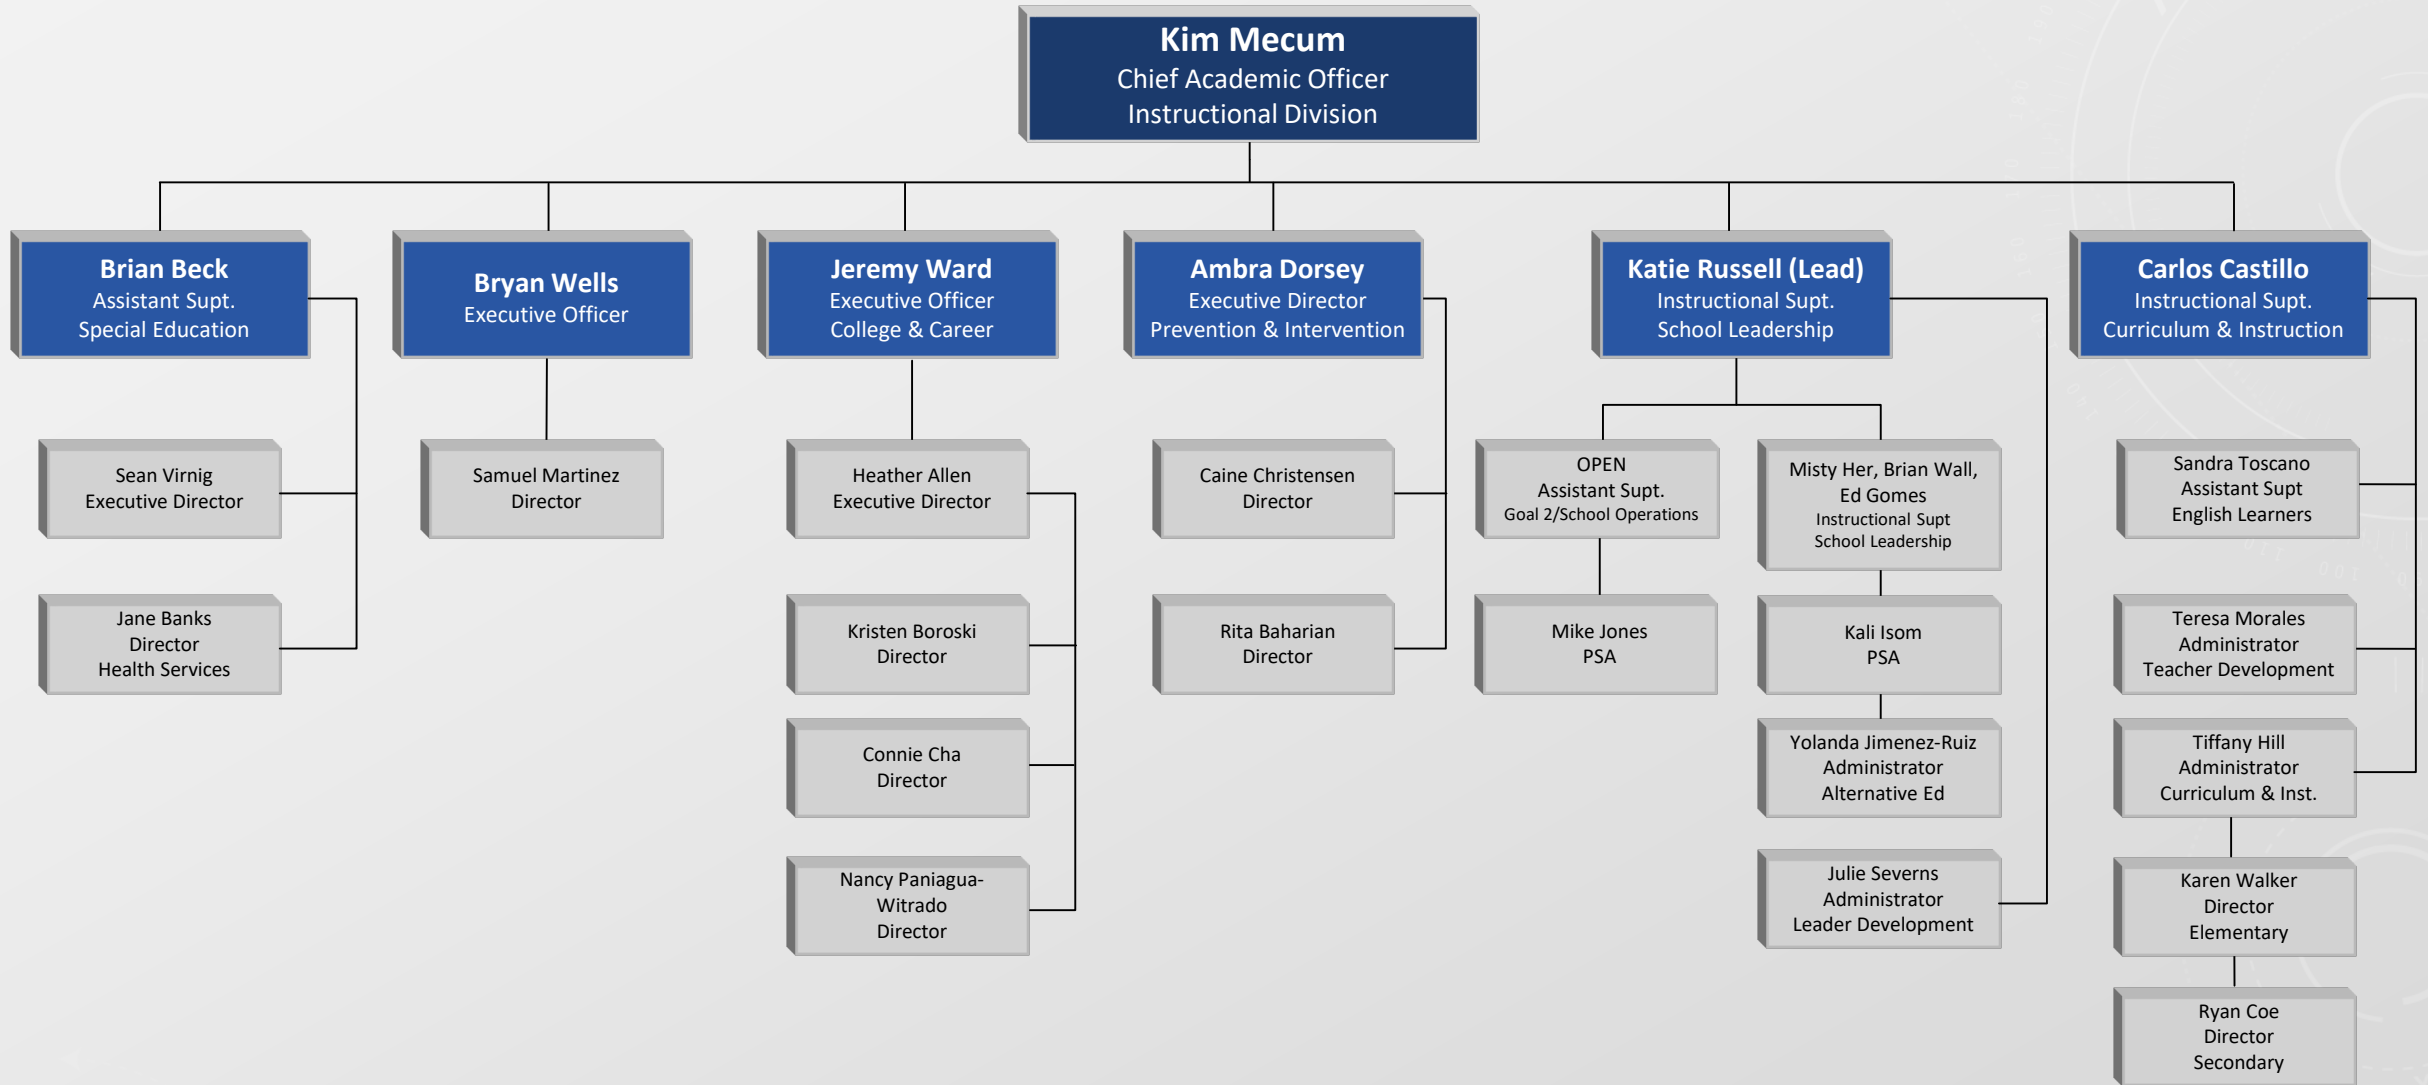 Kim Mecum
Chief Academic Officer
Instructional Division
Brian Beck
Assistant Supt.
Special Education
Bryan Wells
Executive Officer
Jeremy Ward
Executive Officer
College & Career
Ambra Dorsey
Executive Director
Prevention & Intervention
Katie Russell (Lead)
Instructional Supt.
School Leadership
Carlos Castillo
Instructional Supt.
Curriculum & Instruction
Sean Virnig
Executive Director
Jane Banks
Director
Health Services
Samuel Martinez
Director
Heather Allen
Executive Director
Kristen Boroski
Director
Connie Cha
Director
Nancy Paniagua-
Witrado
Director
Caine Christensen
Director
Rita Baharian
Director
OPEN
Assistant Supt.
Goal 2/School Operations
Mike Jones
PSA
Misty Her, Brian Wall,
Ed Gomes
Instructional Supt
School Leadership
Kali Isom
PSA
Yolanda Jimenez-Ruiz
Administrator
Alternative Ed
Julie Severns
Administrator
Leader Development
Sandra Toscano
Assistant Supt
English Learners
Teresa Morales
Administrator
Teacher Development
Tiffany Hill
Administrator
Curriculum & Inst.
Karen Walker
Director
Elementary
Ryan Coe
Director
Secondary